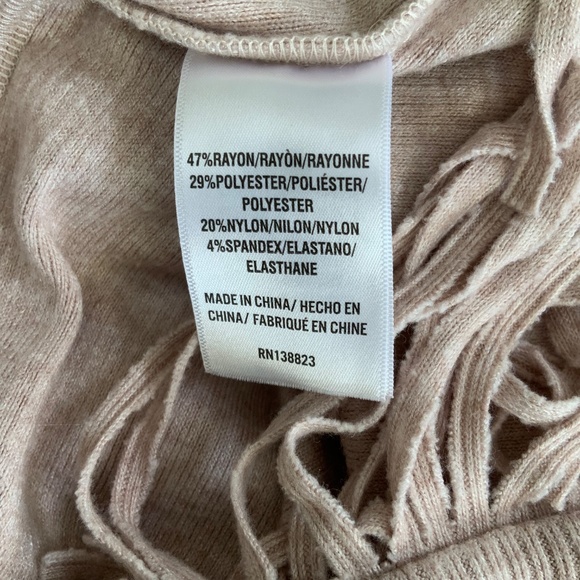 47%RAYON/RAYÒN/RAYONNE
29%POLYESTER/POLIÉSTER/
POLYESTER
20%NYLON/NILON/NYLON
4%SPANDEX/ELASTANO/
ELASTHANE
MADE IN CHINA/ HECHO EN
CHINA/ FABRIQUÉ EN CHINE
RN138823